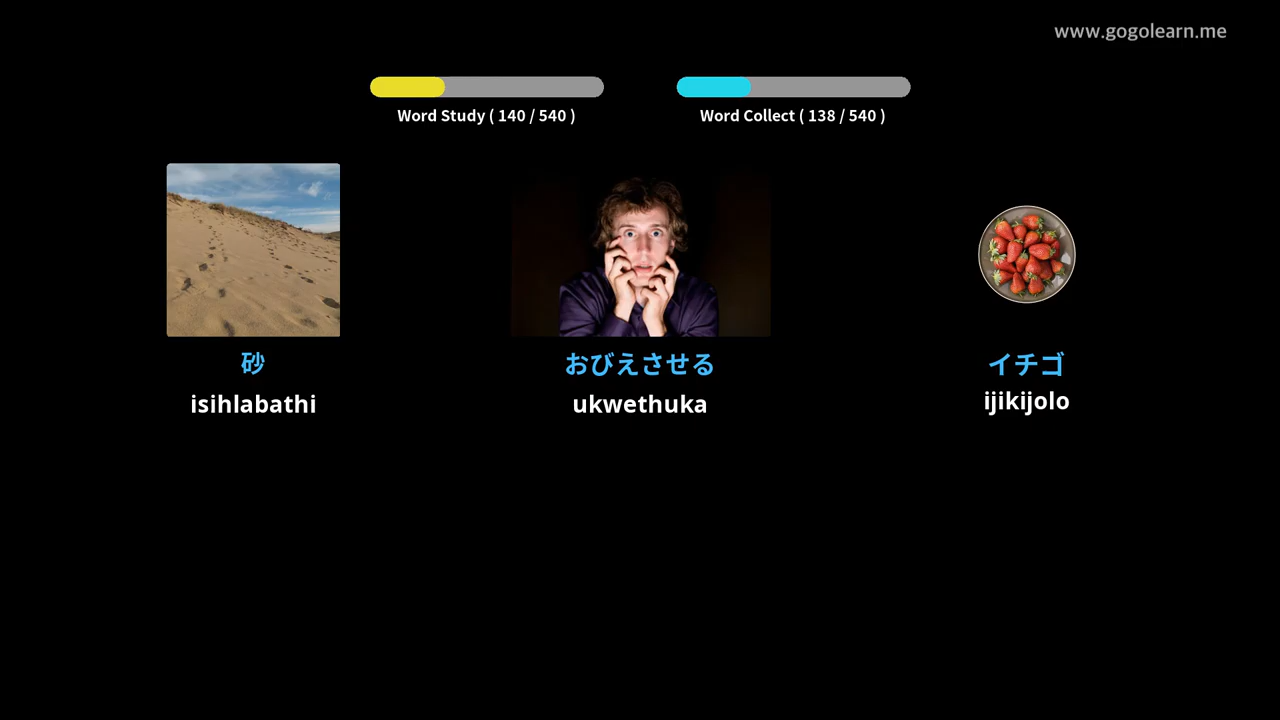 www.gogolearn.me
Word Study ( 140 / 540 )
Word Collect ( 138 / 540 )
砂
おびえさせる
イチゴ
isihlabathi
ukwethuka
ijikijolo